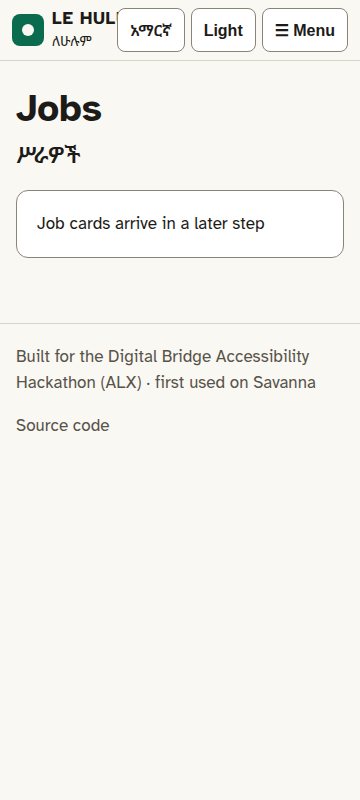 LE HUL
ለሁሉም
አማርኛ
Light
☰ Menu
Jobs
ሥራዎች
Job cards arrive in a later step
Built for the Digital Bridge Accessibility
Hackathon (ALX) · first used on Savanna
Source code